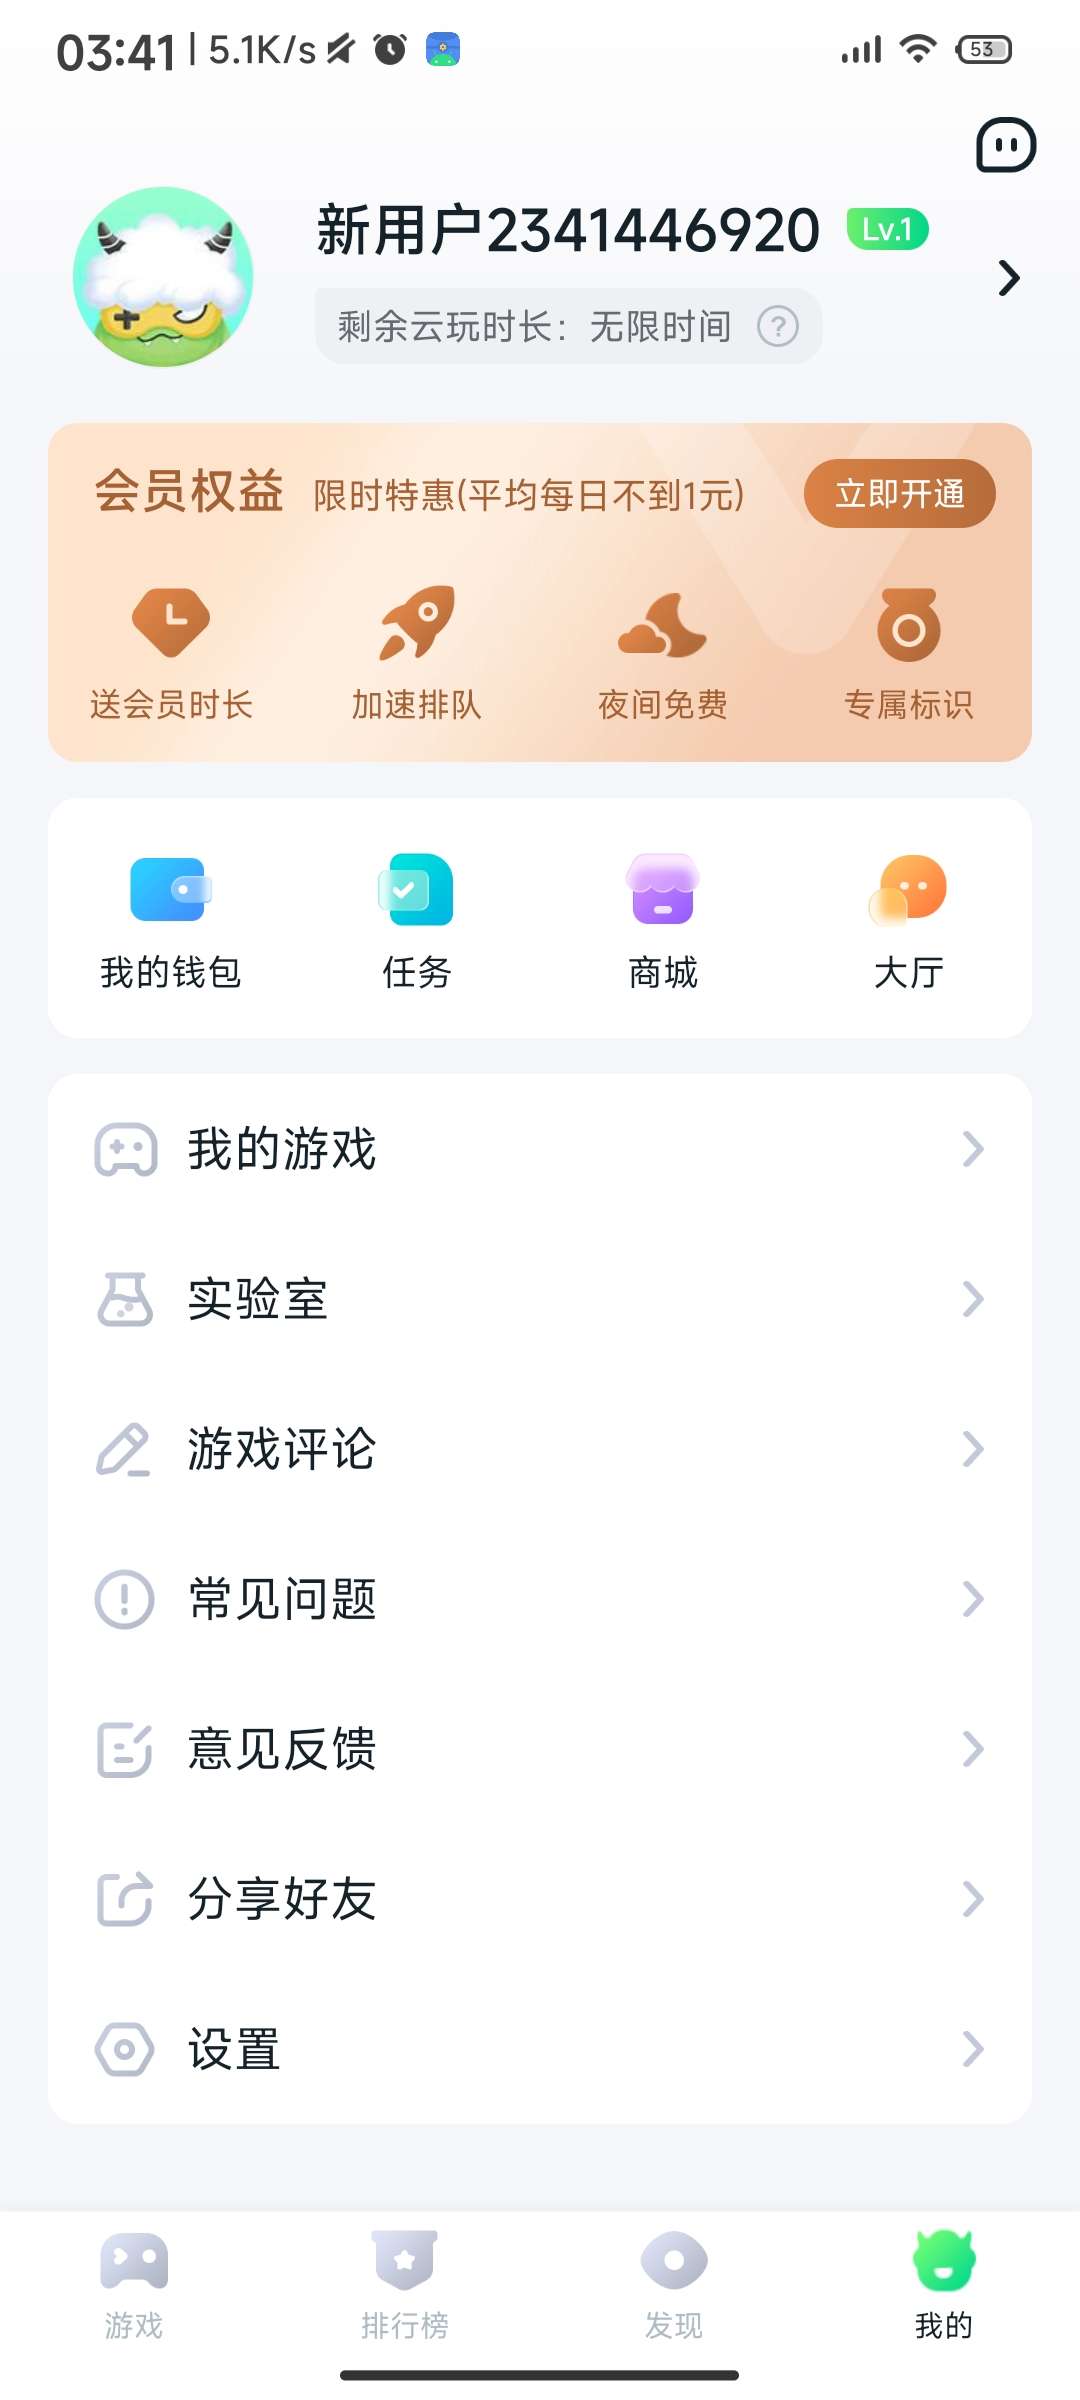 03:41 | 5.1K/s 53
新用户2341446920 Lv.1
剩余云玩时长：无限时间 ?
会员权益 限时特惠(平均每日不到1元) 立即开通
送会员时长 加速排队 夜间免费 专属标识
我的钱包 任务 商城 大厅
我的游戏
实验室
游戏评论
常见问题
意见反馈
分享好友
设置
游戏 排行榜 发现 我的